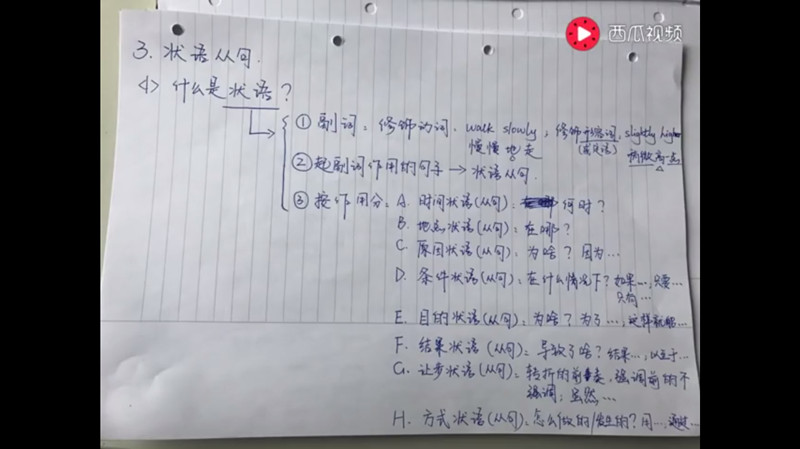 西瓜视频
3. 状语从句.
<1> 什么是状语?
① 副词: 修饰动词. walk slowly; 修饰形容词. slightly higher
慢慢地走 (或定语) 稍微高一点
② 起副词作用的句子 → 状语从句.
③ 按作用分: A. 时间状语(从句): 何时?
B. 地点状语(从句): 在哪?
C. 原因状语(从句): 为啥? 因为…
D. 条件状语(从句): 在什么情况下? 如果…, 只要…
只有…
E. 目的状语(从句): 为啥? 为了…, 这样就能…
F. 结果状语(从句): 导致了啥? 结果…, 以至于…
G. 让步状语(从句): 转折的前奏, 强调前的不
强调; 虽然…
H. 方式状语(从句): 怎么做的/发生的? 用…, 通过…